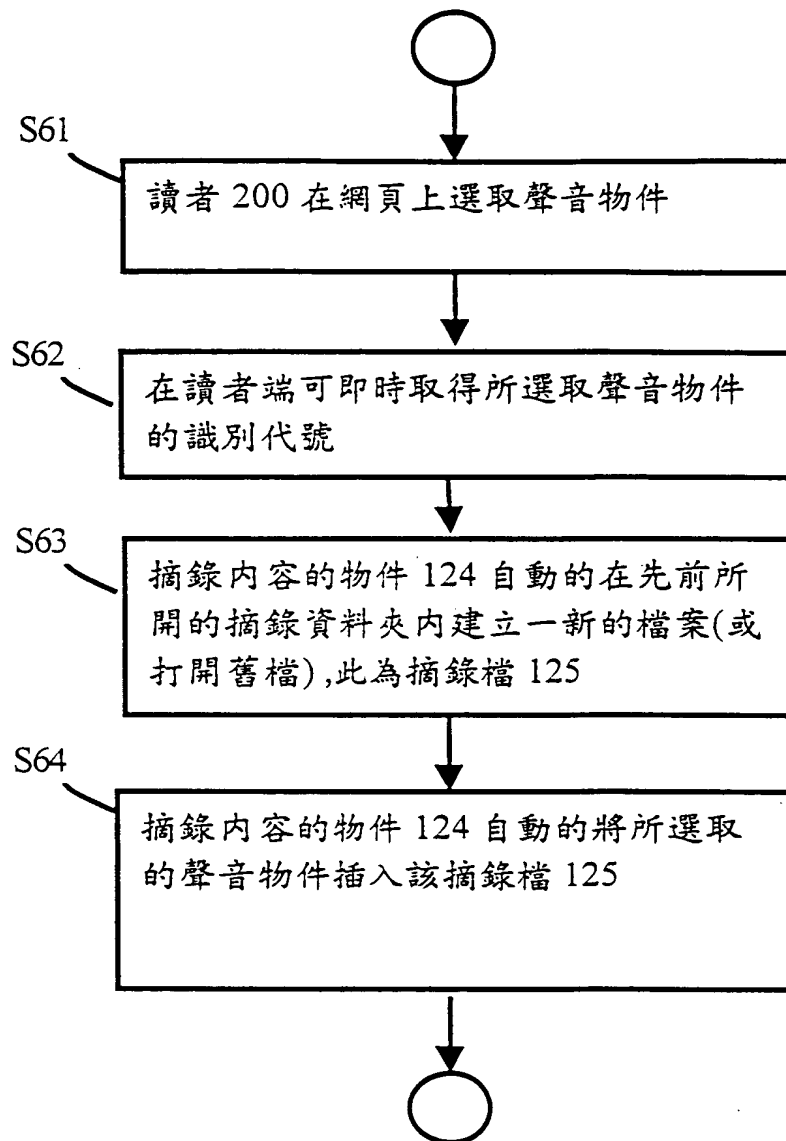 S61
讀者 200 在網頁上選取聲音物件
S62
在讀者端可即時取得所選取聲音物件
的識別代號
S63
摘錄內容的物件 124 自動的在先前所
開的摘錄資料夾內建立一新的檔案(或
打開舊檔),此為摘錄檔 125
S64
摘錄內容的物件 124 自動的將所選取
的聲音物件插入該摘錄檔 125